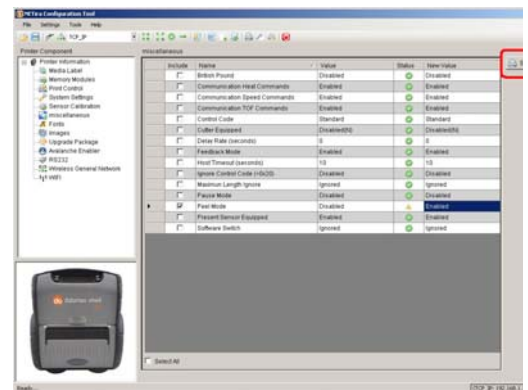 NETira Configuration Tool
File Settings Tools Help
TCP_IP
Printer Component
Printer Information
Media Label
Memory Modules
Print Control
System Settings
Sensor Calibration
miscellaneous
Fonts
Images
Upgrade Package
Avalanche Enabler
RS232
Wireless General Network
WIFI
miscellaneous
Include Name Value Status New Value
British Pound Disabled Disabled
Communication Heat Commands Enabled Enabled
Communication Speed Commands Enabled Enabled
Communication TOF Commands Enabled Enabled
Control Code Standard Standard
Cutter Equipped Disabled(N) Disabled(N)
Delay Rate (seconds) 0 0
Feedback Mode Enabled Enabled
Host Timeout (seconds) 10 10
Ignore Control Code (<0x20) Disabled Disabled
Maximun Length Ignore Ignored Ignored
Pause Mode Disabled Disabled
Peel Mode Disabled Enabled
Present Sensor Equipped Enabled Enabled
Software Switch Ignored Ignored
Select All
Ready...